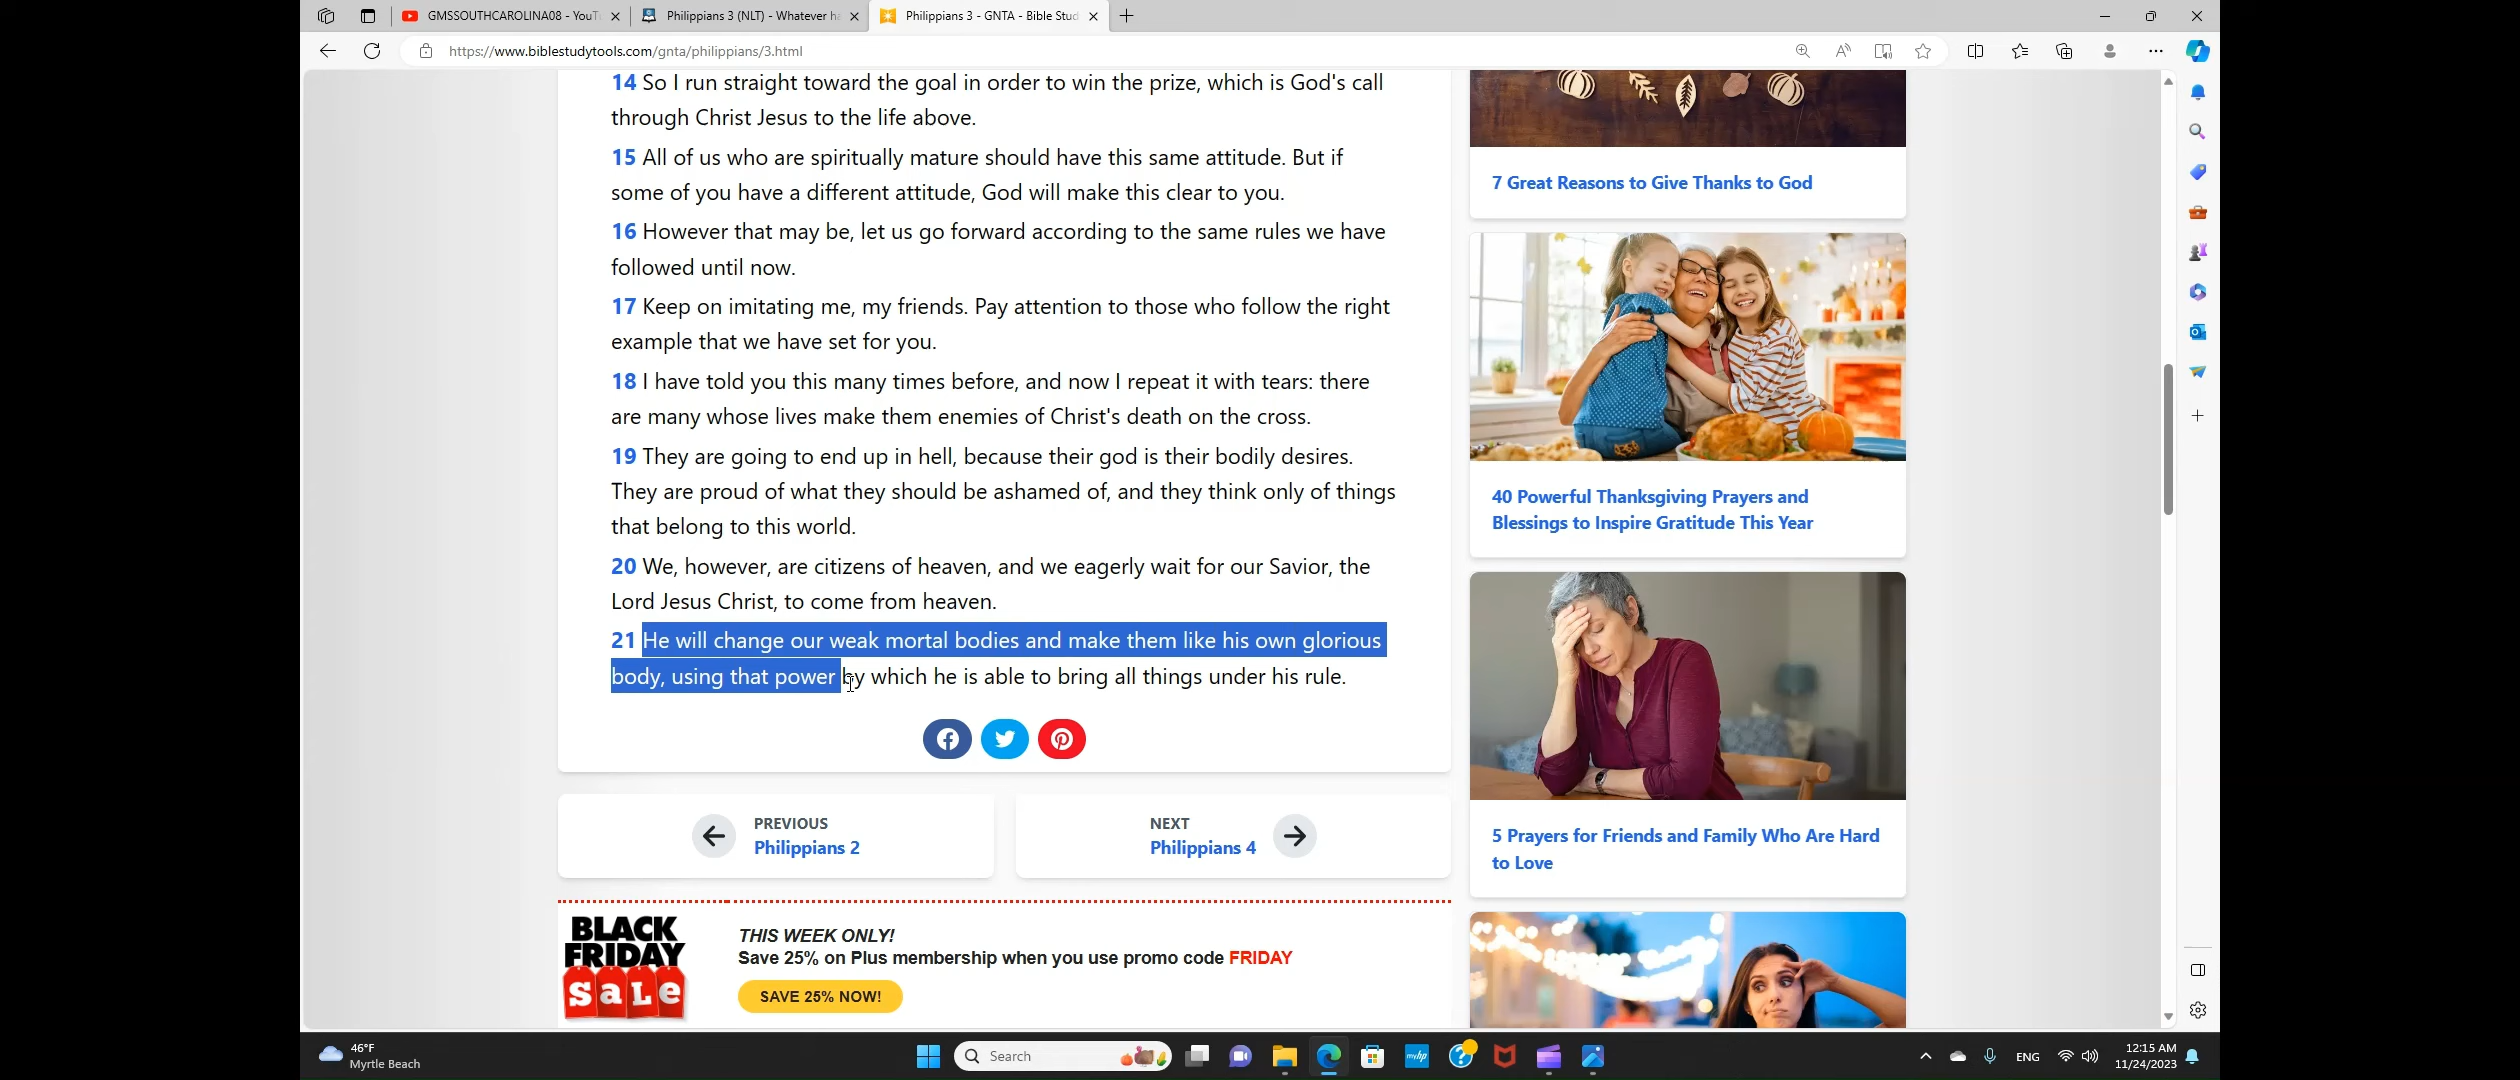 GMSSOUTHCAROLINA08 - YouT
Philippians 3 (NLT) - Whatever ha
Philippians 3 - GNTA - Bible Stud
https://www.biblestudytools.com/gnta/philippians/3.html
14 So I run straight toward the goal in order to win the prize, which is God's call
through Christ Jesus to the life above.
15 All of us who are spiritually mature should have this same attitude. But if
some of you have a different attitude, God will make this clear to you.
16 However that may be, let us go forward according to the same rules we have
followed until now.
17 Keep on imitating me, my friends. Pay attention to those who follow the right
example that we have set for you.
18 I have told you this many times before, and now I repeat it with tears: there
are many whose lives make them enemies of Christ's death on the cross.
19 They are going to end up in hell, because their god is their bodily desires.
They are proud of what they should be ashamed of, and they think only of things
that belong to this world.
20 We, however, are citizens of heaven, and we eagerly wait for our Savior, the
Lord Jesus Christ, to come from heaven.
21 He will change our weak mortal bodies and make them like his own glorious
body, using that power by which he is able to bring all things under his rule.
PREVIOUS
Philippians 2
NEXT
Philippians 4
BLACK
FRIDAY
SaLe
THIS WEEK ONLY!
Save 25% on Plus membership when you use promo code FRIDAY
SAVE 25% NOW!
7 Great Reasons to Give Thanks to God
40 Powerful Thanksgiving Prayers and
Blessings to Inspire Gratitude This Year
5 Prayers for Friends and Family Who Are Hard
to Love
46°F
Myrtle Beach
Search
myhp
ENG
12:15 AM
11/24/2023